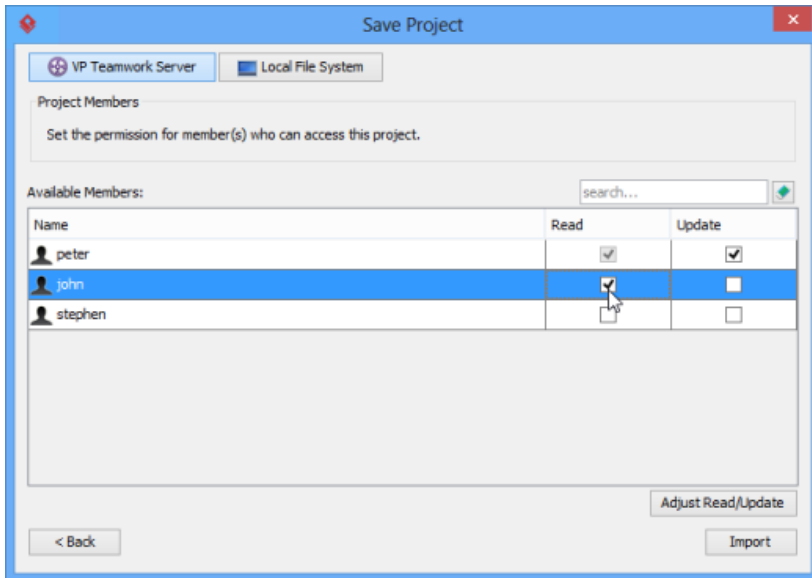 Save Project
VP Teamwork Server
Local File System
Project Members
Set the permission for member(s) who can access this project.
Available Members:
search...
Name Read Update
peter
john
stephen
Adjust Read/Update
< Back
Import